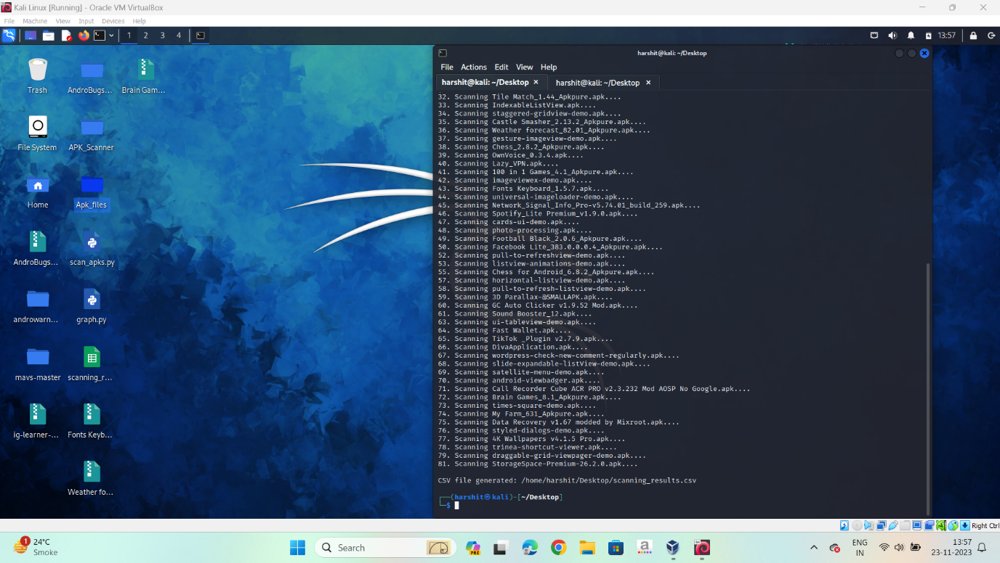 Kali Linux [Running] - Oracle VM VirtualBox
File Machine View Input Devices Help
1 2 3 4
13:57
Trash
AndroBugs...
Brain Gam...
File System
APK_Scanner
Home
Apk_files
AndroBugs...
scan_apks.py
androwarn...
graph.py
mavs-master
scanning_r...
ig-learner-...
Fonts Keyb...
Weather fo...
harshit@kali: ~/Desktop
File Actions Edit View Help
harshit@kali: ~/Desktop × harshit@kali: ~/Desktop ×
32. Scanning Tile Match_1.44_Apkpure.apk....
33. Scanning IndexableListView.apk....
34. Scanning staggered-gridview-demo.apk....
35. Scanning Castle Smasher_2.13.2_Apkpure.apk....
36. Scanning Weather forecast_82.01_Apkpure.apk....
37. Scanning gesture-imageview-demo.apk....
38. Scanning Chess_2.8.2_Apkpure.apk....
39. Scanning OwnVoice_0.3.4.apk....
40. Scanning Lazy_VPN.apk....
41. Scanning 100 in 1 Games_4.1_Apkpure.apk....
42. Scanning imageviewex-demo.apk....
43. Scanning Fonts Keyboard_1.5.7.apk....
44. Scanning universal-imageloader-demo.apk....
45. Scanning Network_Signal_Info_Pro-v5.74.01_build_259.apk....
46. Scanning Spotify_Lite Premium_v1.9.0.apk....
47. Scanning cards-ui-demo.apk....
48. Scanning photo-processing.apk....
49. Scanning Football Black_2.0.6_Apkpure.apk....
50. Scanning Facebook Lite_383.0.0.0.4_Apkpure.apk....
52. Scanning pull-to-refreshview-demo.apk....
53. Scanning listview-animations-demo.apk....
55. Scanning Chess for Android_6.8.2_Apkpure.apk....
57. Scanning horizontal-listview-demo.apk....
58. Scanning pull-to-refresh-listview-demo.apk....
59. Scanning 3D Parallax-@SMALLAPK.apk....
60. Scanning GC Auto Clicker v1.9.52 Mod.apk....
61. Scanning Sound Booster_12.apk....
63. Scanning ui-tableview-demo.apk....
64. Scanning Fast Wallet.apk....
65. Scanning TikTok _Plugin v2.7.9.apk....
66. Scanning DivaApplication.apk....
67. Scanning wordpress-check-new-comment-regularly.apk....
68. Scanning slide-expandable-listView-demo.apk....
69. Scanning satellite-menu-demo.apk....
70. Scanning android-viewbadger.apk....
71. Scanning Call Recorder Cube ACR PRO v2.3.232 Mod AOSP No Google.apk....
72. Scanning Brain Games_8.1_Apkpure.apk....
73. Scanning times-square-demo.apk....
74. Scanning My Farm_631_Apkpure.apk....
75. Scanning Data Recovery v1.67 modded by Mixroot.apk....
76. Scanning styled-dialogs-demo.apk....
77. Scanning 4K Wallpapers v4.1.5 Pro.apk....
78. Scanning trinea-shortcut-viewer.apk....
79. Scanning draggable-grid-viewpager-demo.apk....
81. Scanning StorageSpace-Premium-26.2.0.apk....
CSV file generated: /home/harshit/Desktop/scanning_results.csv
┌──(harshit㉿kali)-[~/Desktop]
└─$
Right Ctrl
1
24°C
Smoke
Search
PRE
a
ENG
IN
13:57
23-11-2023